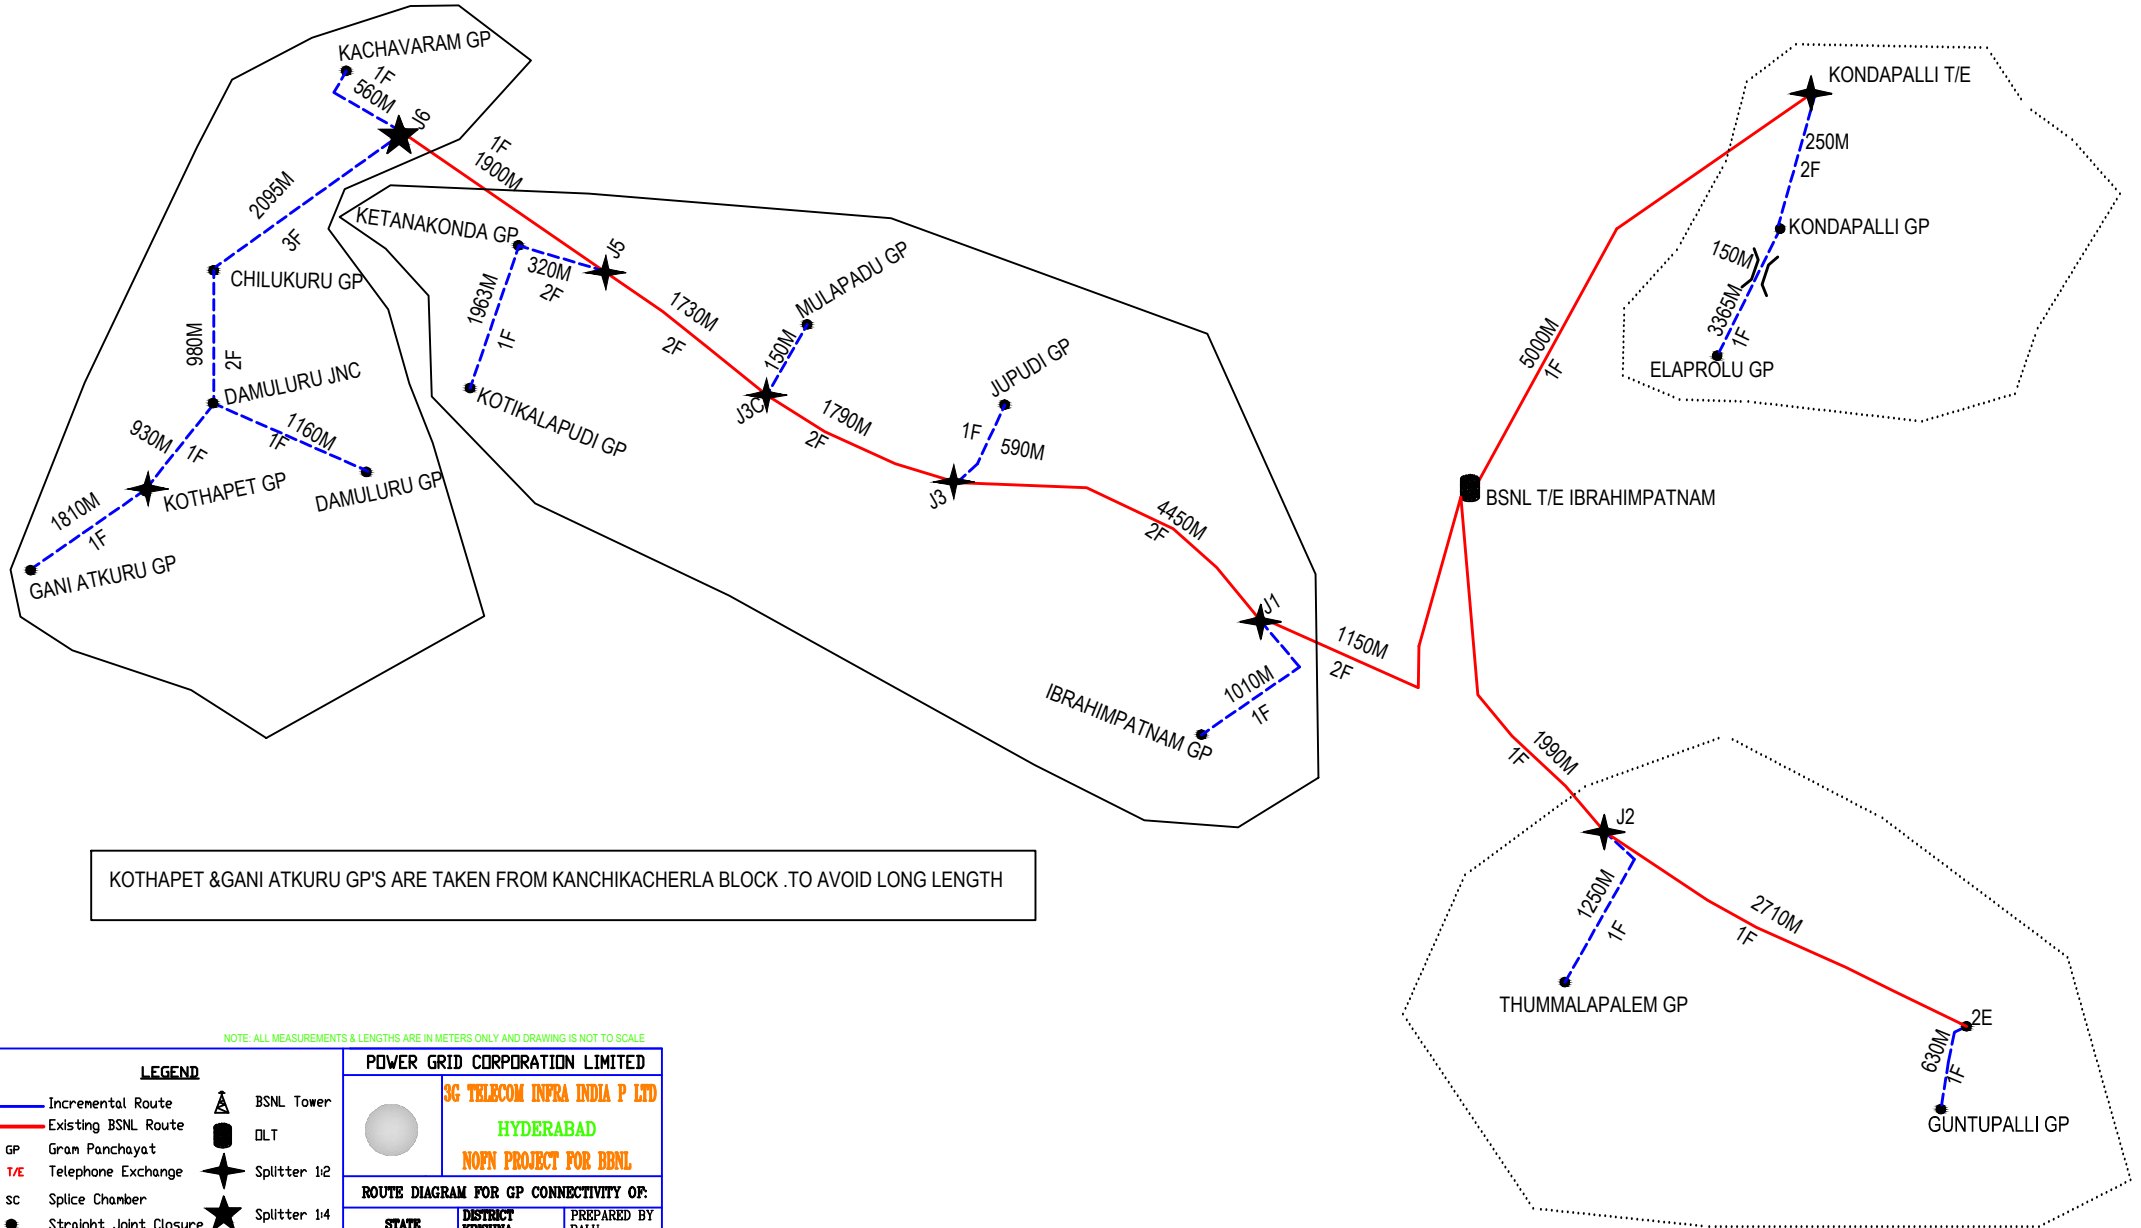 KACHAVARAM GP
1F
560M
J6
1F
1900M
2095M
3F
CHILUKURU GP
980M
2F
DAMULURU JNC
930M
1F
1160M
1F
KOTHAPET GP
DAMULURU GP
1810M
1F
GANI ATKURU GP
KETANAKONDA GP
320M
2F
J5
1963M
1F
KOTIKALAPUDI GP
1730M
2F
MULAPADU GP
150M
J3C
1790M
2F
JUPUDI GP
1F
590M
J3
4450M
2F
J1
1150M
2F
1010M
1F
IBRAHIMPATNAM GP
KONDAPALLI T/E
250M
2F
KONDAPALLI GP
150M
3365M
1F
ELAPROLU GP
5000M
1F
BSNL T/E IBRAHIMPATNAM
1990M
1F
J2
1250M
1F
THUMMALAPALEM GP
2710M
1F
2E
630M
1F
GUNTUPALLI GP
KOTHAPET &GANI ATKURU GP'S ARE TAKEN FROM KANCHIKACHERLA BLOCK .TO AVOID LONG LENGTH
NOTE: ALL MEASUREMENTS & LENGTHS ARE IN METERS ONLY AND DRAWING IS NOT TO SCALE
LEGEND
Incremental Route
BSNL Tower
Existing BSNL Route
OLT
GP Gram Panchayat
T/E Telephone Exchange
Splitter 1:2
SC Splice Chamber
Splitter 1:4
Straight Joint Closure
POWER GRID CORPORATION LIMITED
3G TELECOM INFRA INDIA P LTD
HYDERABAD
NOFN PROJECT FOR BBNL
ROUTE DIAGRAM FOR GP CONNECTIVITY OF:
STATE
DISTRICT
PREPARED BY